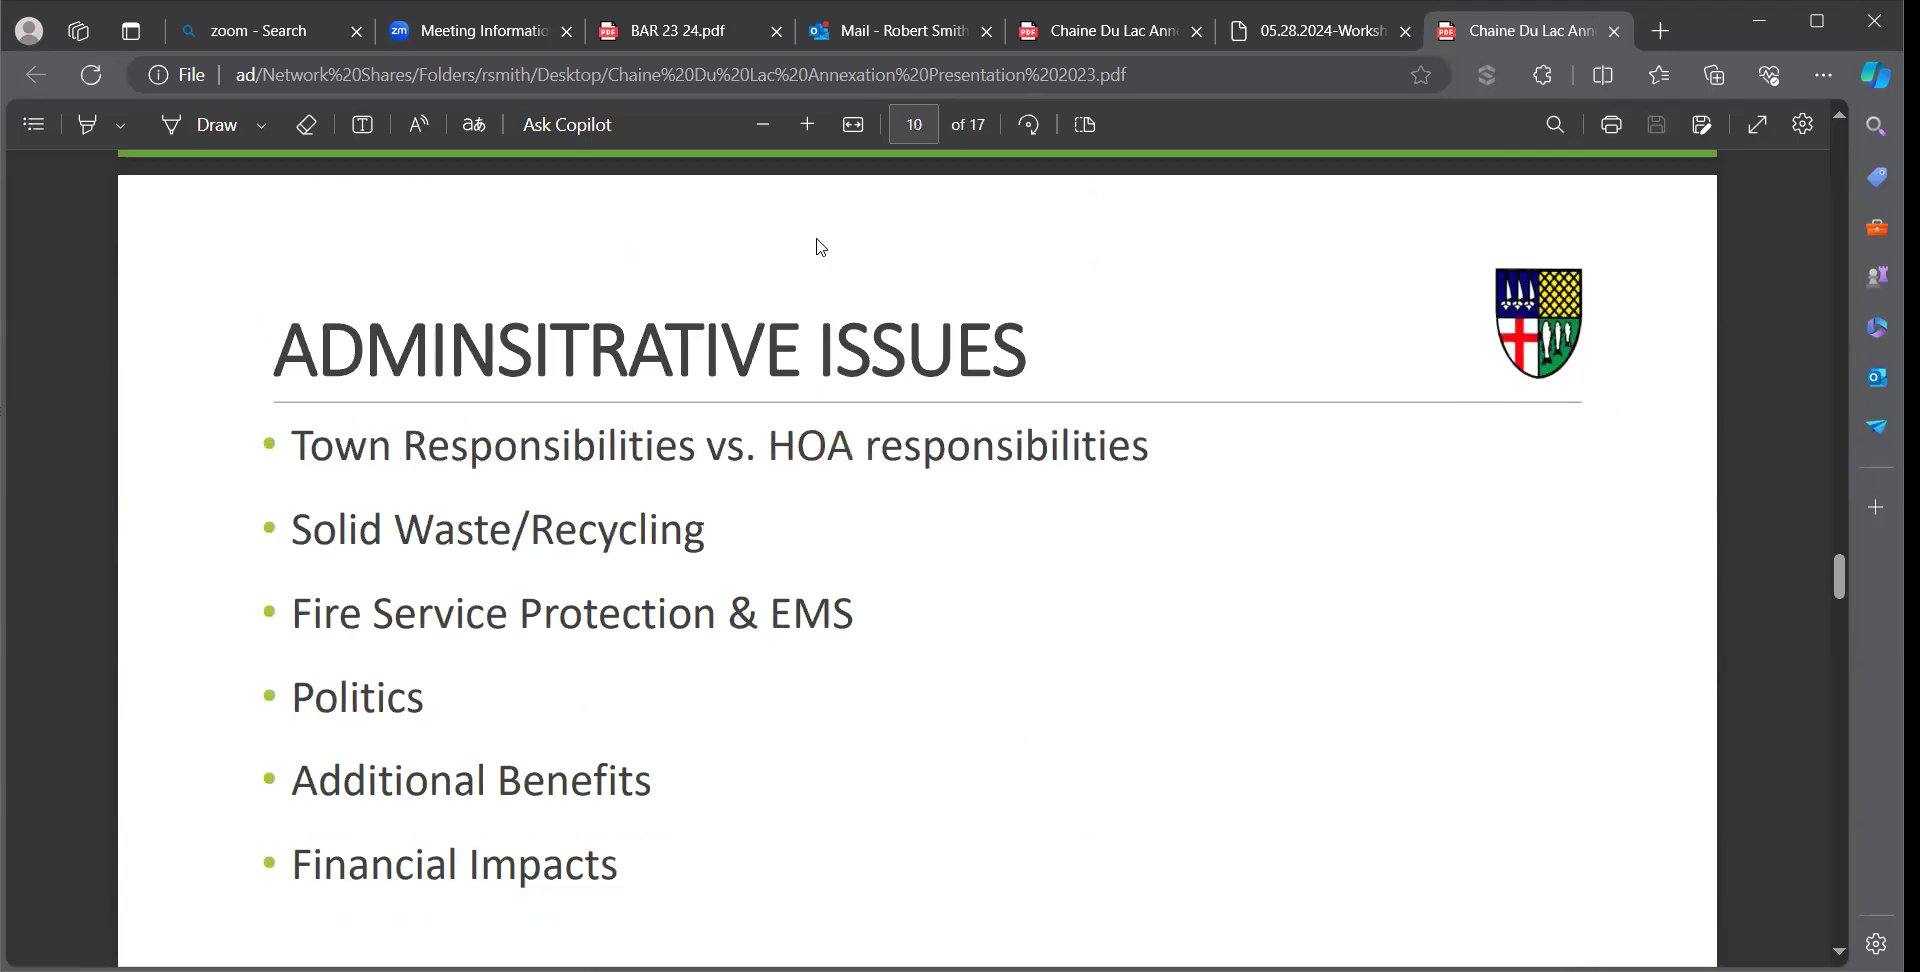 zoom - Search
Meeting Informatio
BAR 23 24.pdf
Mail - Robert Smith
Chaine Du Lac Ann
05.28.2024-Worksh
Chaine Du Lac Ann
File
ad/Network%20Shares/Folders/rsmith/Desktop/Chaine%20Du%20Lac%20Annexation%20Presentation%202023.pdf
Draw
Ask Copilot
10 of 17
ADMINSITRATIVE ISSUES
• Town Responsibilities vs. HOA responsibilities
• Solid Waste/Recycling
• Fire Service Protection & EMS
• Politics
• Additional Benefits
• Financial Impacts